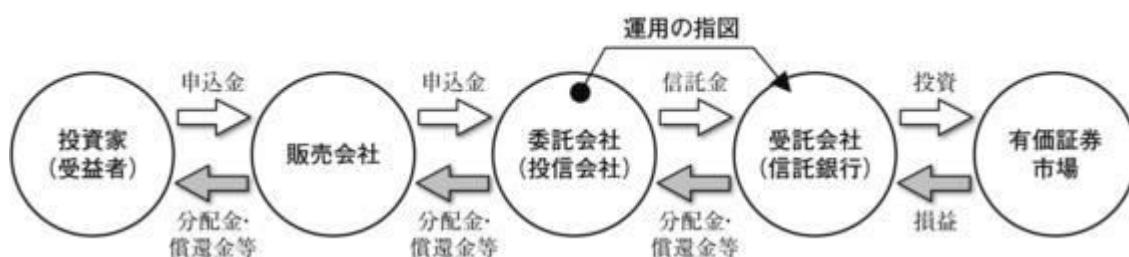 運用の指図
申込金
申込金
信託金
投資
投資家
(受益者)
販売会社
委託会社
(投信会社)
受託会社
(信託銀行)
有価証券
市場
分配金・
償還金等
分配金・
償還金等
分配金・
償還金等
損益